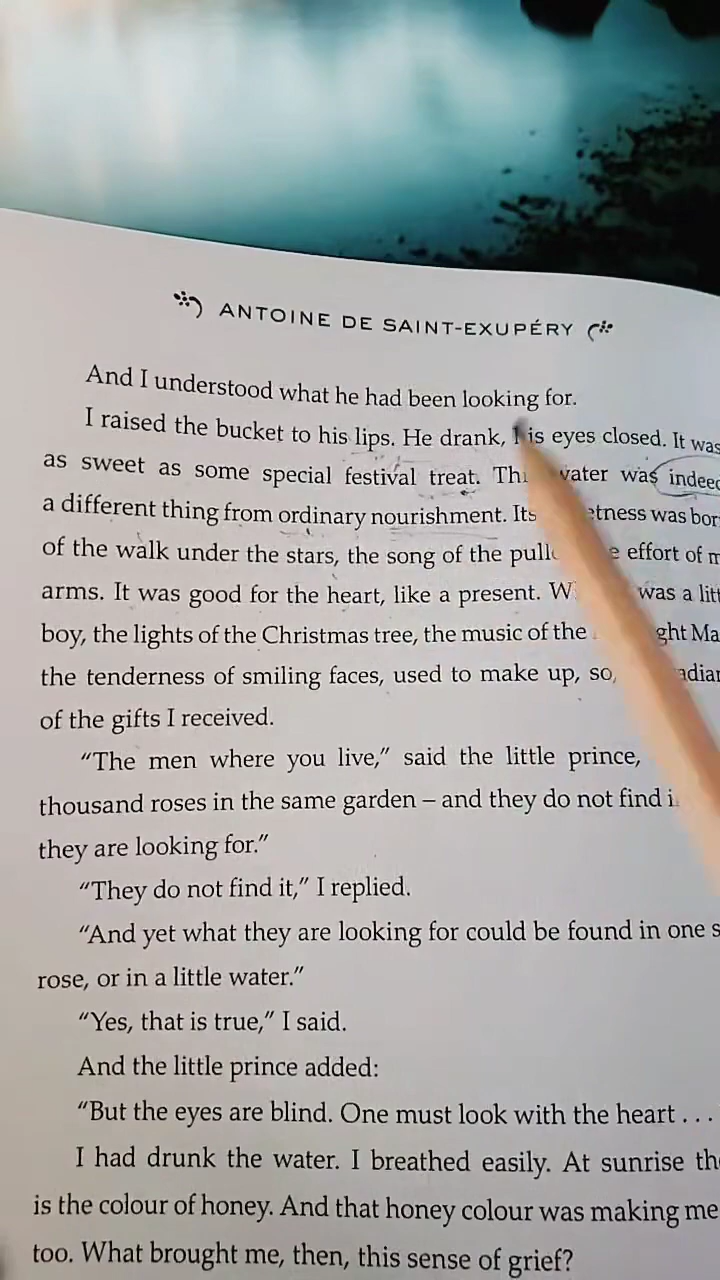 ANTOINE DE SAINT-EXUPÉRY
And I understood what he had been looking for.
I raised the bucket to his lips. He drank, his eyes closed. It was
as sweet as some special festival treat. This water was indeed
a different thing from ordinary nourishment. Its was
of the walk under the stars, the song of the effort of
arms. It was good for the heart, like a present. was a
boy, the lights of the Christmas tree, the music of the
the tenderness of smiling faces, used to make up, so,
of the gifts I received.
“The men where you live,” said the little prince,
thousand roses in the same garden – and they do not find
they are looking for.”
“They do not find it,” I replied.
“And yet what they are looking for could be found in one
rose, or in a little water.”
“Yes, that is true,” I said.
And the little prince added:
“But the eyes are blind. One must look with the heart . . .
I had drunk the water. I breathed easily. At sunrise
is the colour of honey. And that honey colour was making me
too. What brought me, then, this sense of grief?